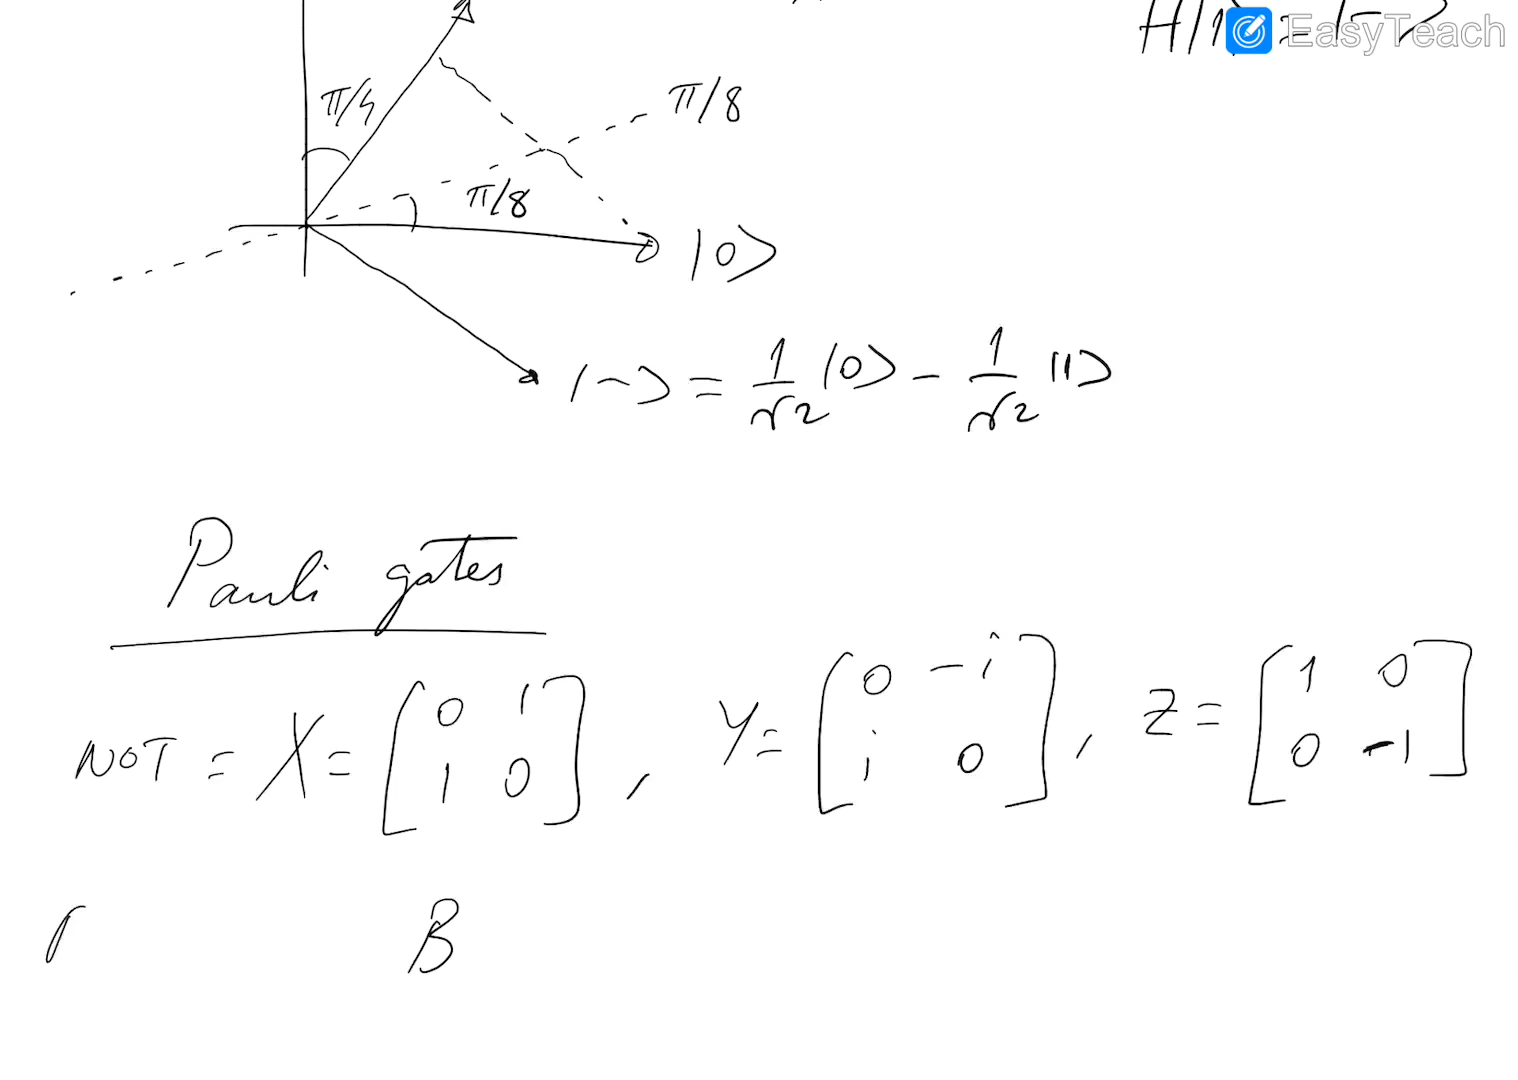 H|1⟩ = |-⟩
EasyTeach
π/4
π/8
π/8
|0⟩
|-⟩ = 1/√2 |0⟩ - 1/√2 |1⟩
Pauli gates
NOT = X = [0 1; 1 0], Y = [0 -i; i 0], Z = [1 0; 0 -1]
B